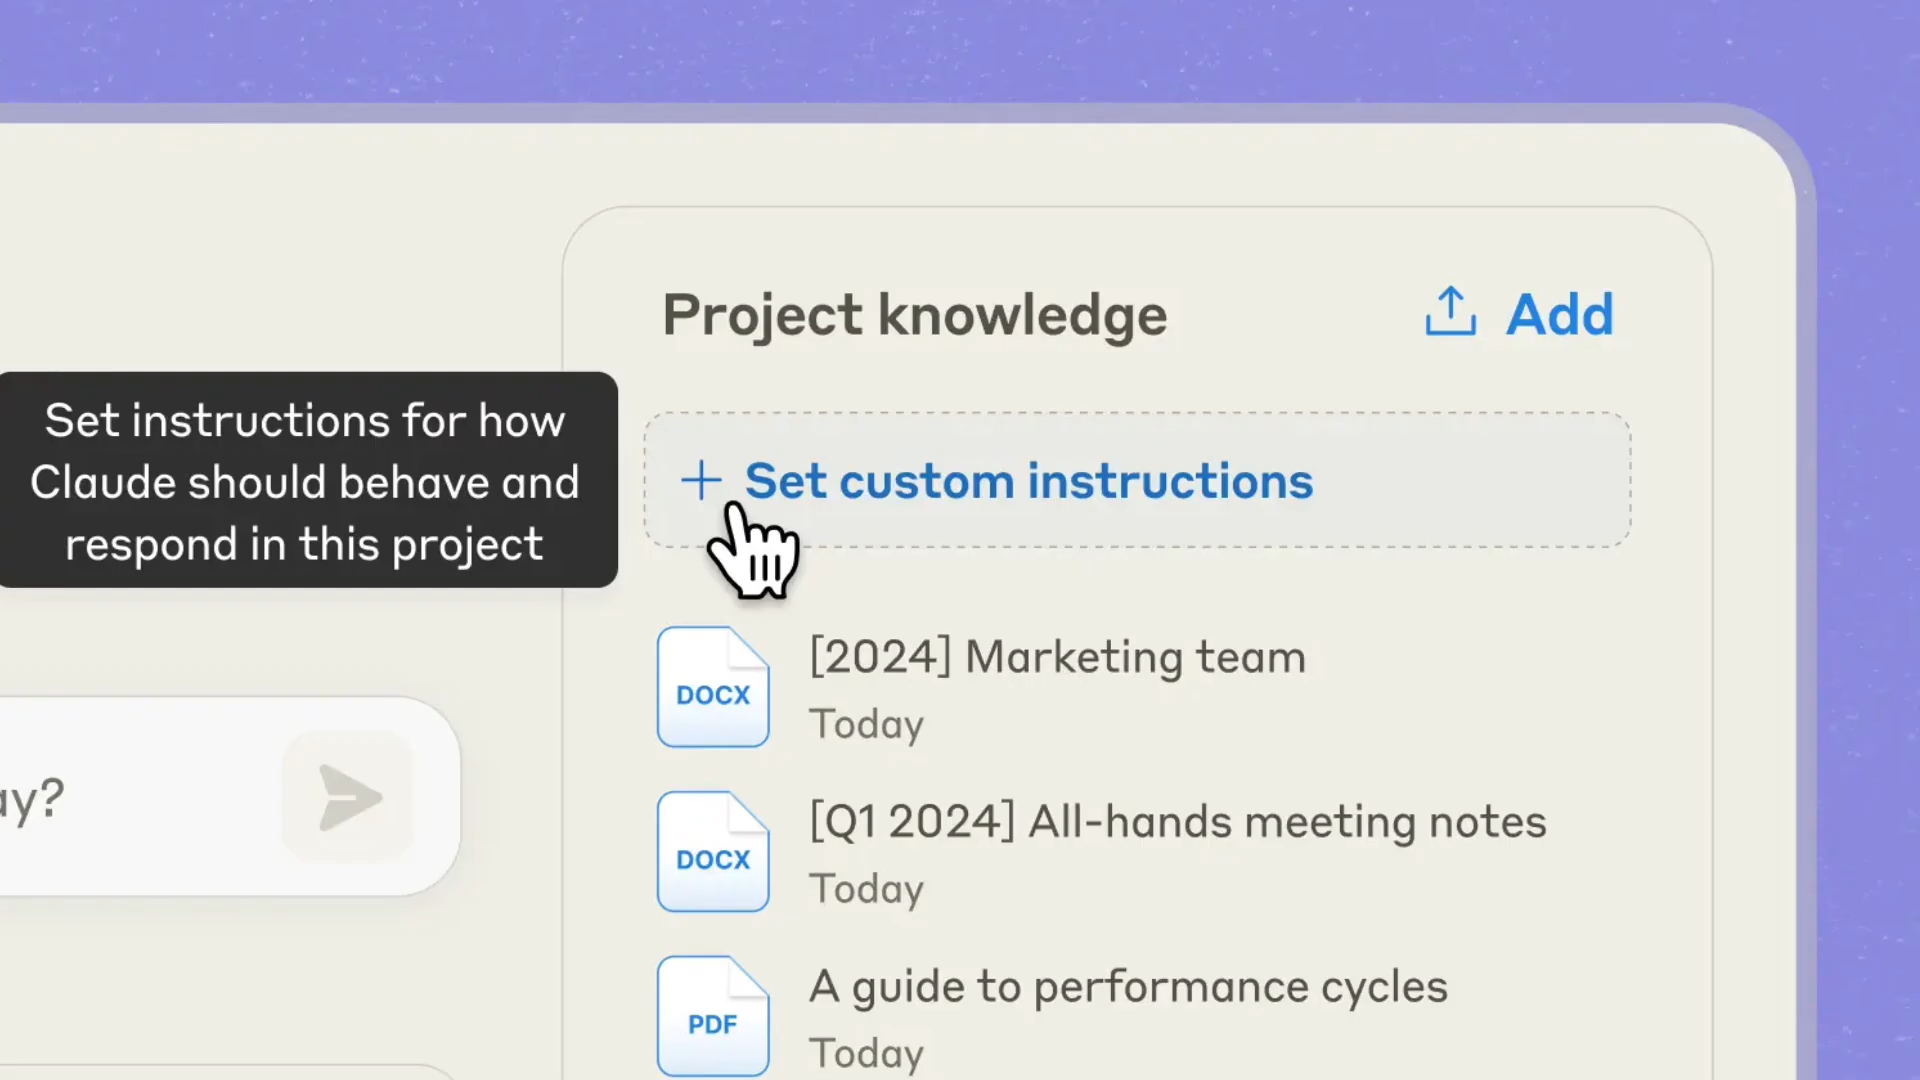 Project knowledge
Add
Set instructions for how
Claude should behave and
respond in this project
Set custom instructions
DOCX
[2024] Marketing team
Today
ay?
DOCX
[Q1 2024] All-hands meeting notes
Today
PDF
A guide to performance cycles
Today